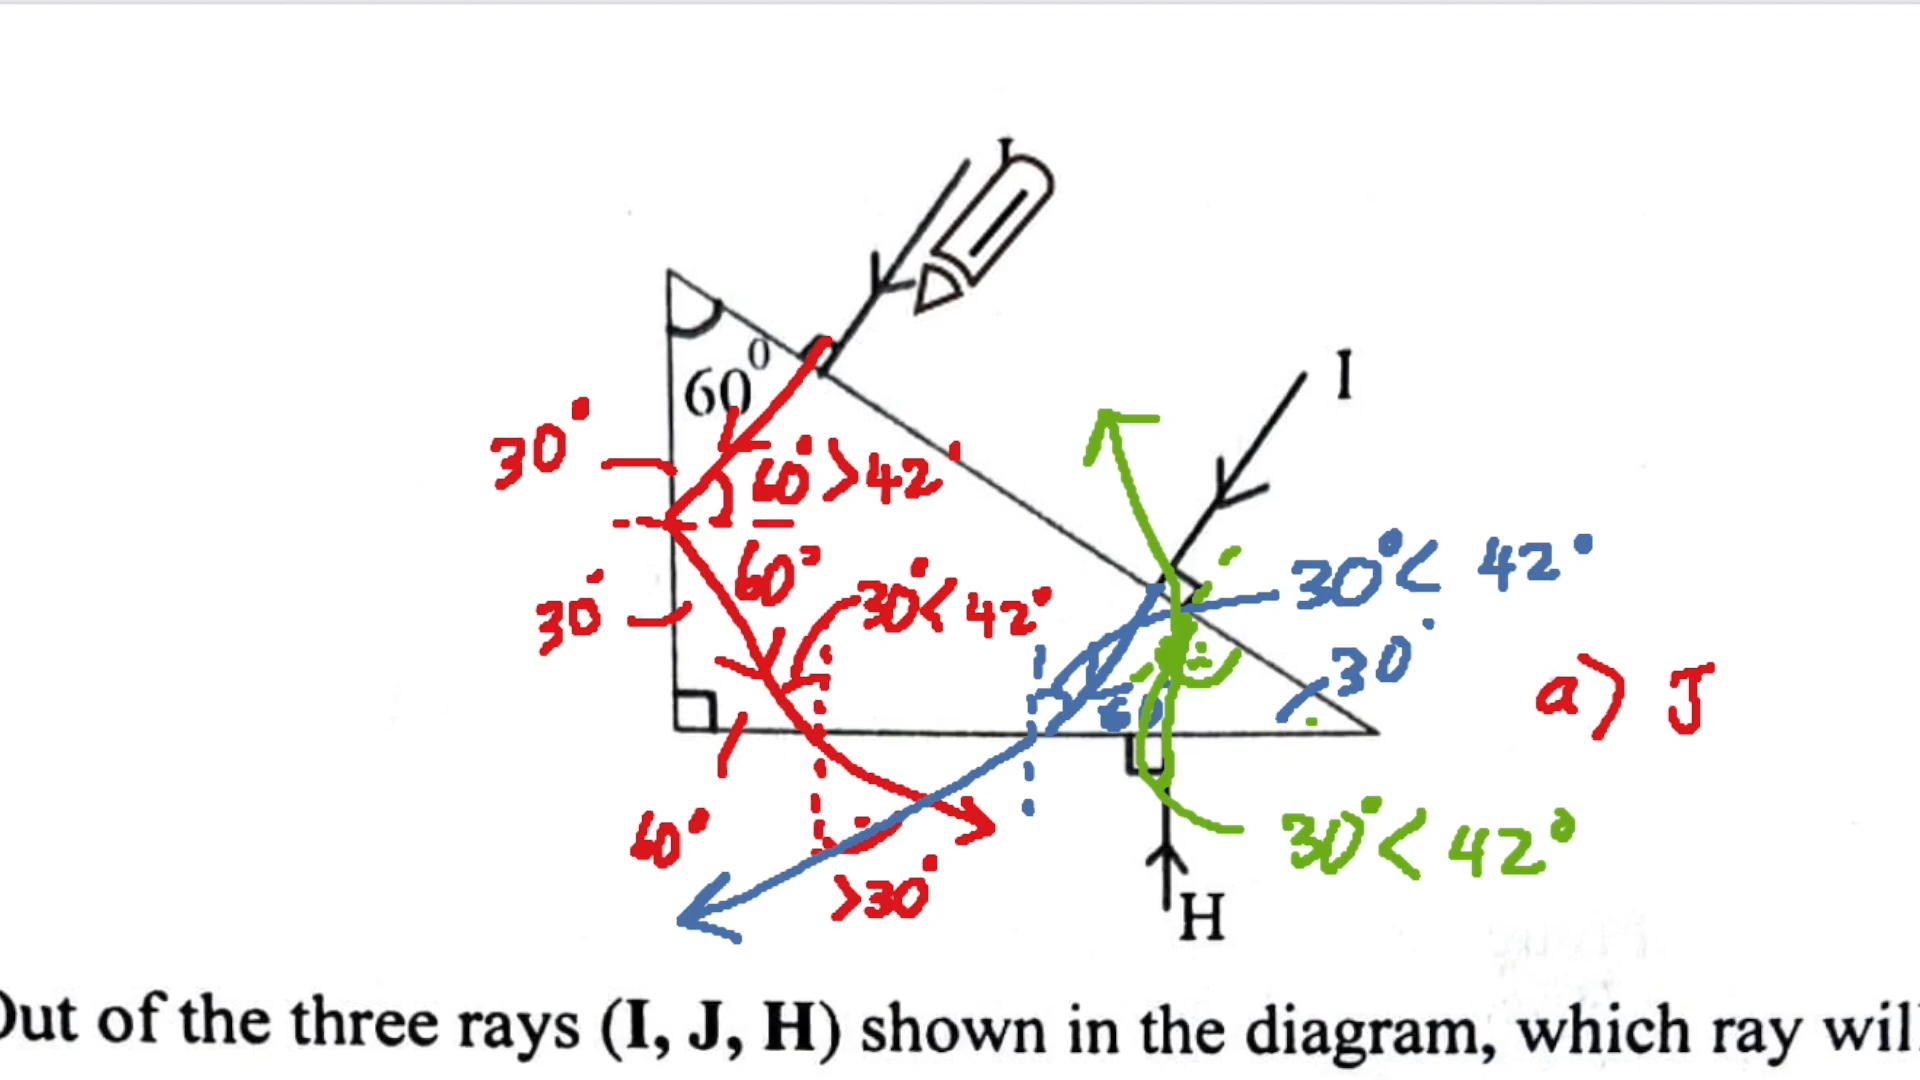 I
60°
30°
60° > 42°
30° < 42°
60°
30° < 42°
30°
30°
a) J
60
60°
30° < 42°
>30°
H
Out of the three rays (I, J, H) shown in the diagram, which ray wil